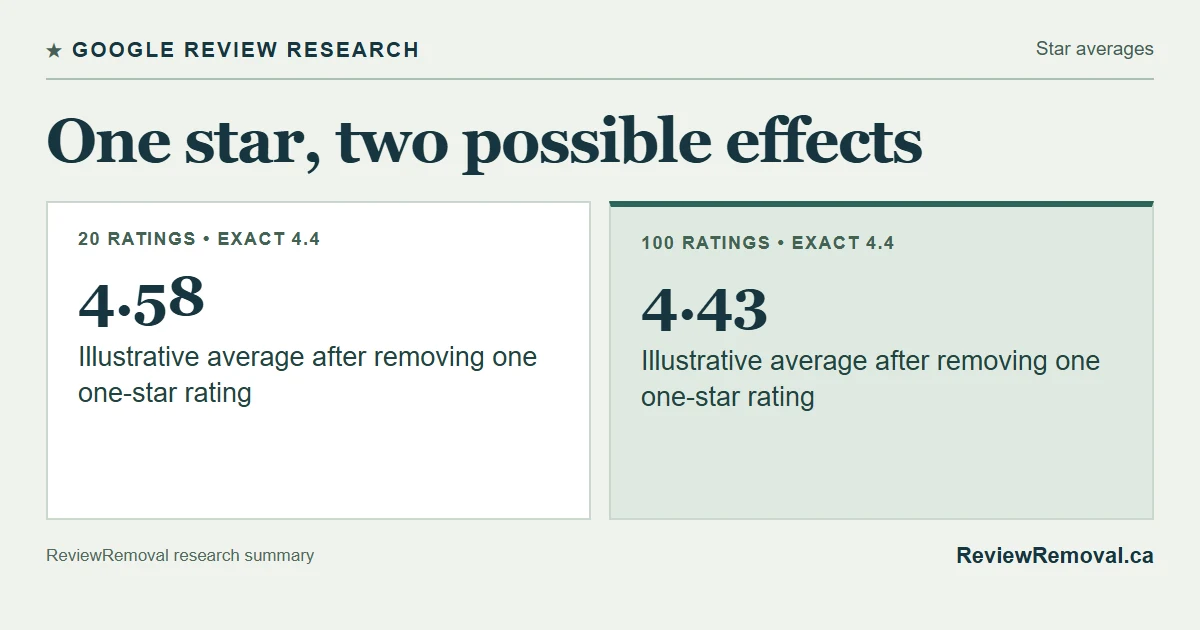 ★ GOOGLE REVIEW RESEARCH
Star averages
One star, two possible effects
20 RATINGS • EXACT 4.4
4.58
Illustrative average after removing one
one-star rating
100 RATINGS • EXACT 4.4
4.43
Illustrative average after removing one
one-star rating
ReviewRemoval research summary
ReviewRemoval.ca